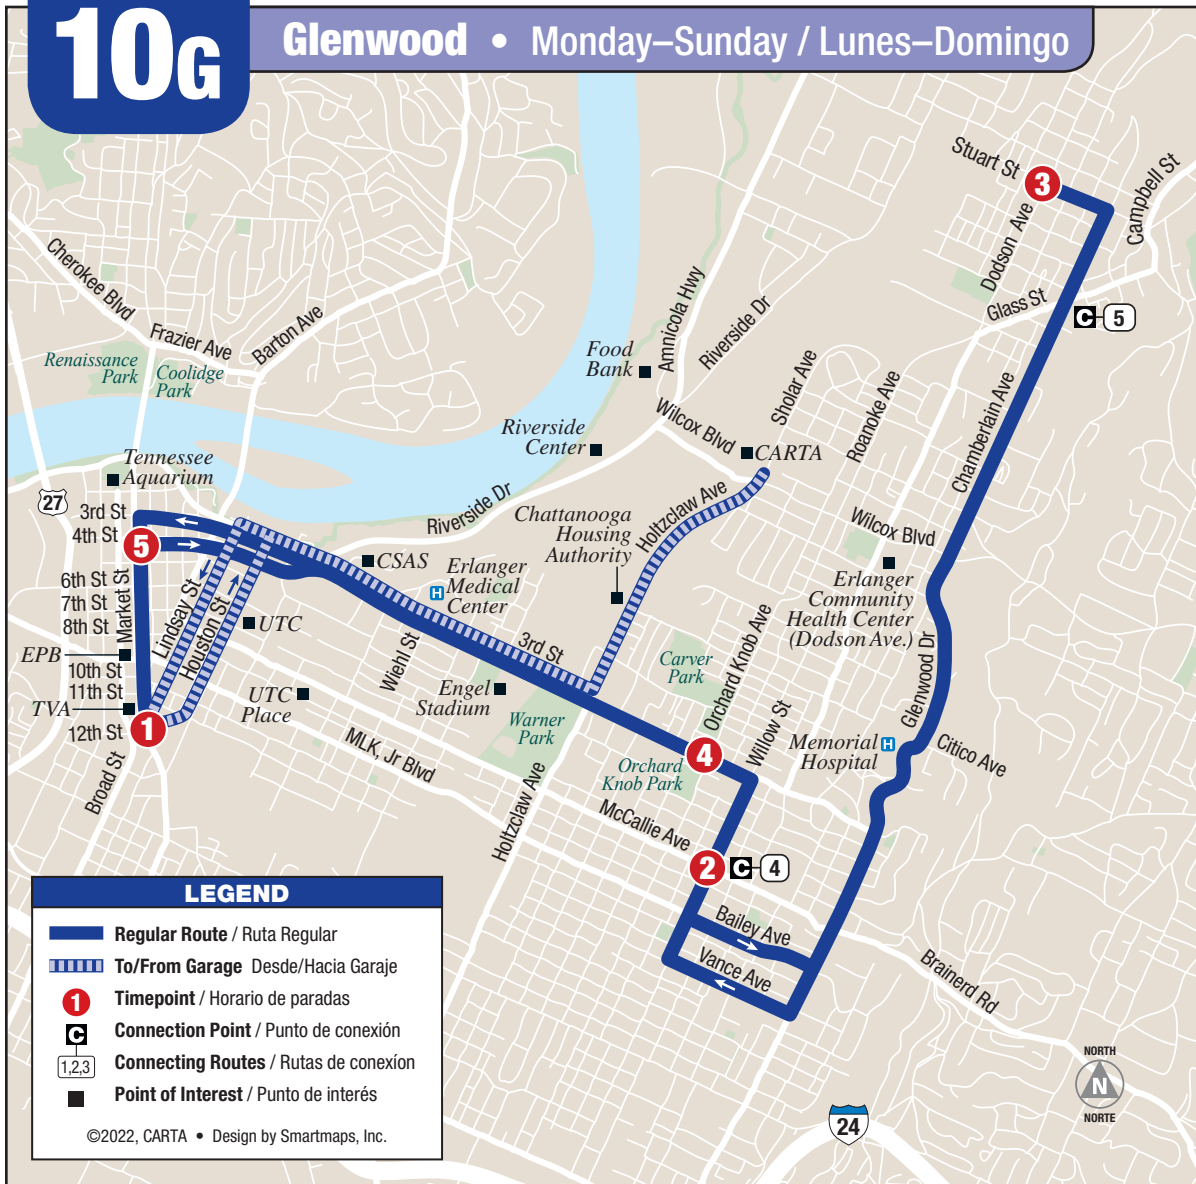 10G
Glenwood • Monday–Sunday / Lunes–Domingo
Stuart St
3
Campbell St
Dodson Ave
Glass St
C 5
Cherokee Blvd
Frazier Ave
Barton Ave
Renaissance
Park
Coolidge
Park
Food
Bank
Amnicola Hwy
Riverside Dr
Sholar Ave
Roanoke Ave
Chamberlain Ave
Wilcox Blvd
CARTA
Riverside
Center
Tennessee
Aquarium
27
3rd St
4th St
5
Riverside Dr
Chattanooga
Housing
Authority
Holtzclaw Ave
Wilcox Blvd
CSAS
H
Erlanger
Medical
Center
Erlanger
Community
Health Center
(Dodson Ave.)
6th St
7th St
8th St
Market St
Lindsay St
Houston St
UTC
EPB
10th St
11th St
TVA
12th St
1
Broad St
UTC
Place
Wiehl St
3rd St
Engel
Stadium
Warner
Park
Carver
Park
Orchard Knob Ave
Willow St
Glenwood Dr
Memorial
Hospital
H
Citico Ave
4
Orchard
Knob Park
MLK, Jr Blvd
Holtzclaw Ave
McCallie Ave
2
C 4
Bailey Ave
Vance Ave
Brainerd Rd
24
NORTH
N
NORTE
LEGEND
Regular Route / Ruta Regular
To/From Garage Desde/Hacia Garaje
1 Timepoint / Horario de paradas
C Connection Point / Punto de conexión
1,2,3 Connecting Routes / Rutas de conexíon
Point of Interest / Punto de interés
©2022, CARTA • Design by Smartmaps, Inc.